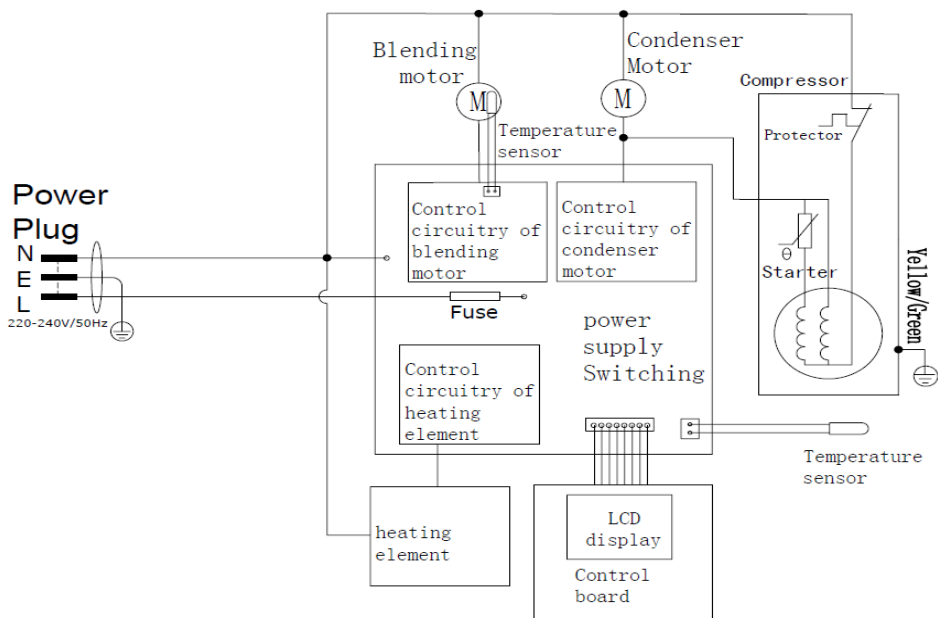 Blending
motor
M
Temperature
sensor
Condenser
Motor
M
Compressor
Protector
θ
Starter
Yellow/Green
Power
Plug
N
E
L
220-240V/50Hz
Fuse
Control
circuitry of
blending
motor
Control
circuitry of
condenser
motor
power
supply
Switching
Control
circuitry of
heating
element
heating
element
LCD
display
Control
board
Temperature
sensor